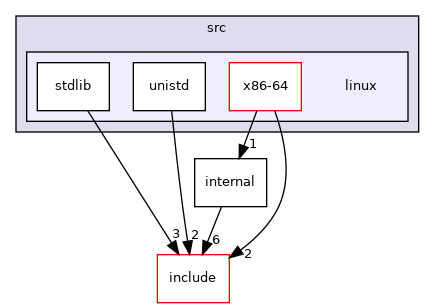 src
stdlib
unistd
x86-64
linux
1
internal
3
2
6
2
include